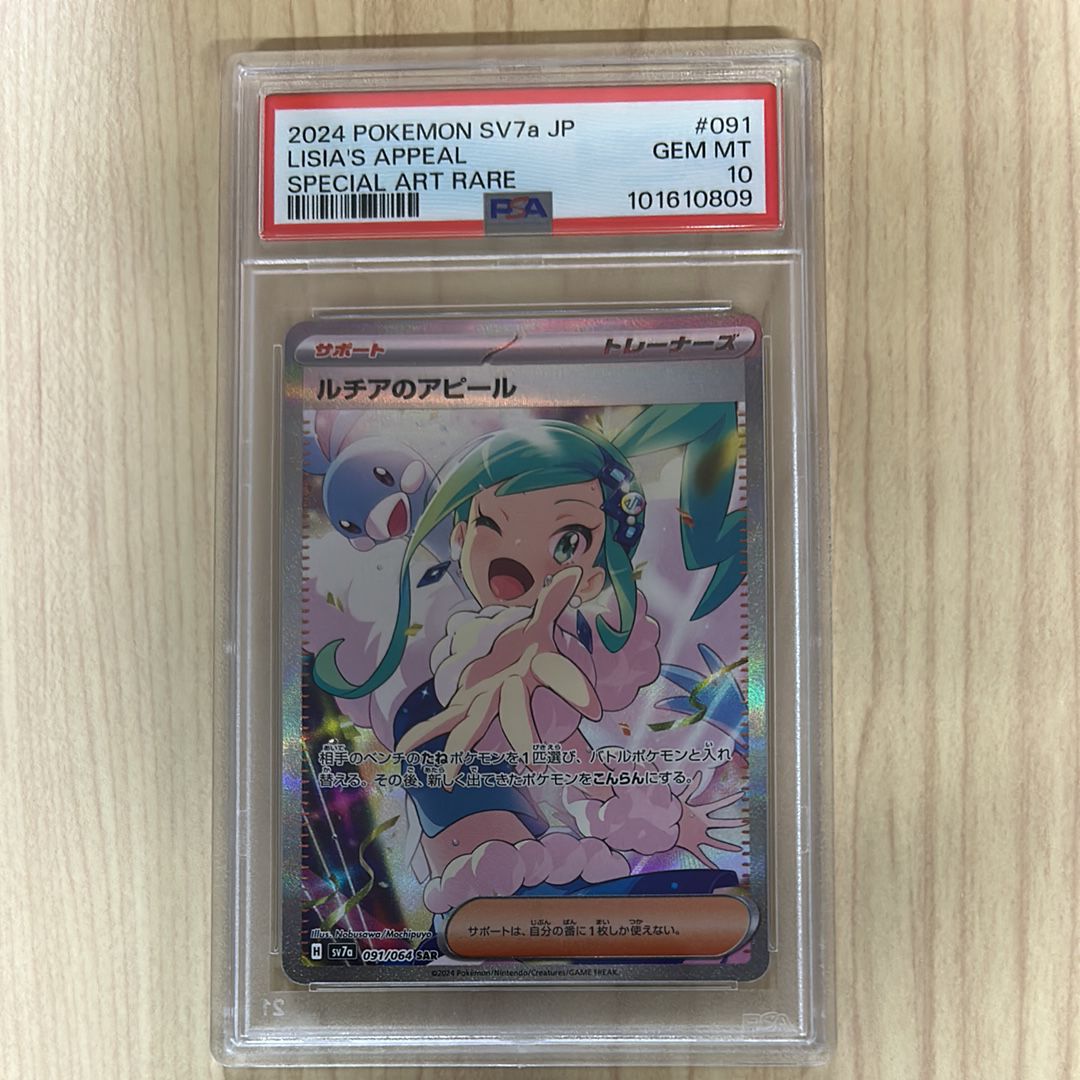 2024 POKEMON SV7a JP #091
LISIA'S APPEAL GEM MT
SPECIAL ART RARE 10
PSA 101610809
サポート トレーナーズ
ルチアのアピール
相手のベンチのたねポケモンを1匹選び、バトルポケモンと入れ
替える。その後、新しく出てきたポケモンをこんらんにする。
サポートは、自分の番に1枚しか使えない。
Illus. Nobusawa/Mochipuyo
H sv7a 091/064 SAR
©2024 Pokémon/Nintendo/Creatures/GAME FREAK.
21